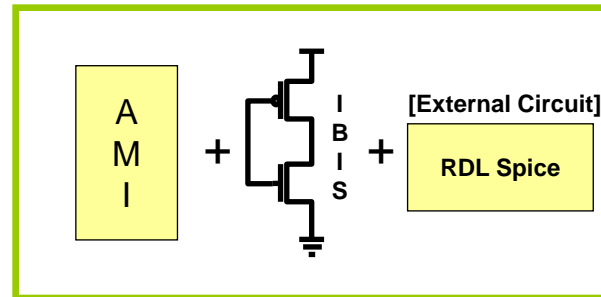 A
M
I
+
I
B
I
S
+
[External Circuit]
RDL Spice